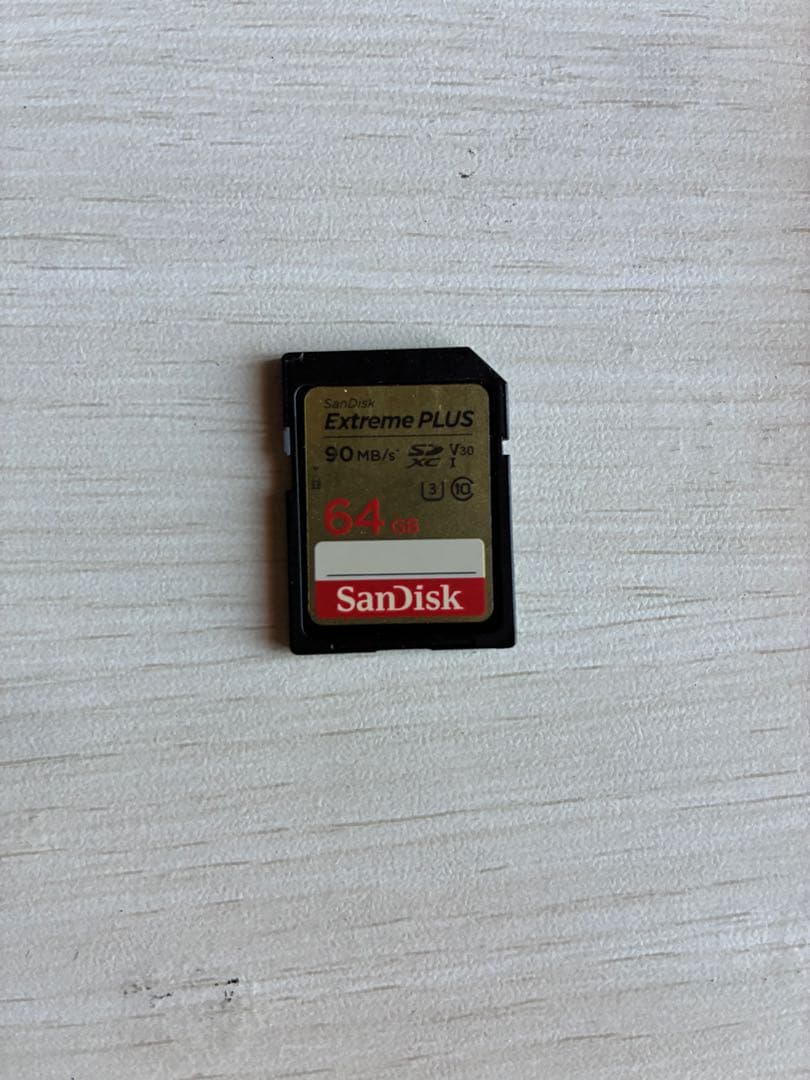 SanDisk
Extreme PLUS
90 MB/s* SD XC V30 I
3 10
64 GB
SanDisk